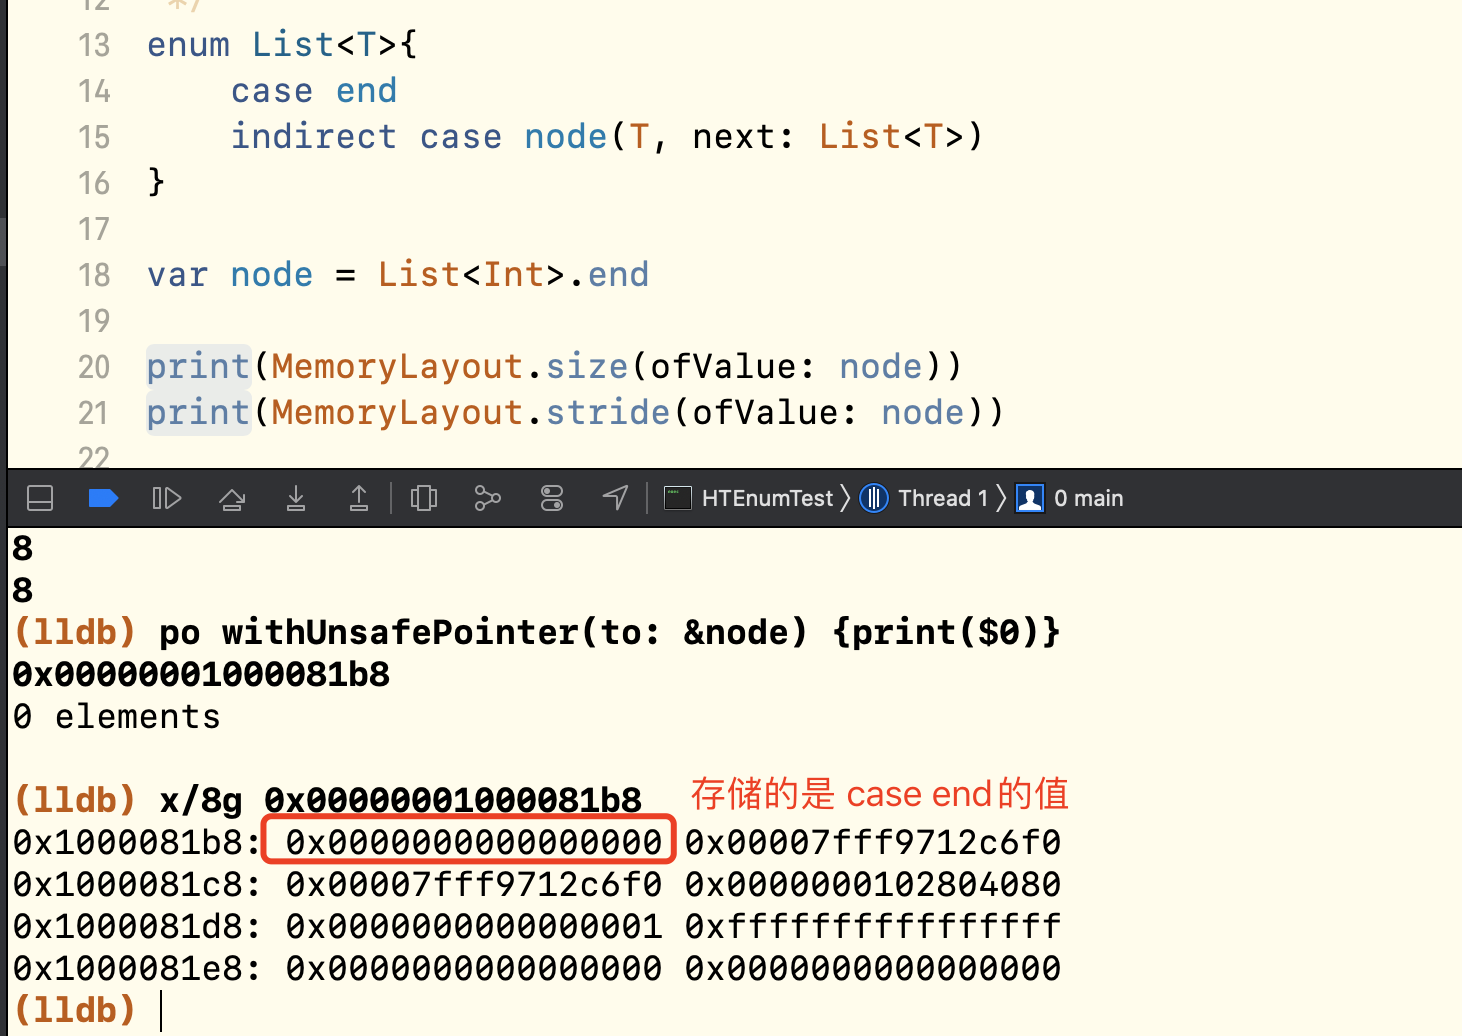 12 */
13 enum List<T>{
14 case end
15 indirect case node(T, next: List<T>)
16 }
17
18 var node = List<Int>.end
19
20 print(MemoryLayout.size(ofValue: node))
21 print(MemoryLayout.stride(ofValue: node))
22
HTEnumTest 〉 Thread 1 〉 0 main
8
8
(lldb) po withUnsafePointer(to: &node) {print($0)}
0x00000001000081b8
0 elements
(lldb) x/8g 0x00000001000081b8 存储的是 case end的值
0x1000081b8: 0x0000000000000000 0x00007fff9712c6f0
0x1000081c8: 0x00007fff9712c6f0 0x0000000102804080
0x1000081d8: 0x0000000000000001 0xffffffffffffffff
0x1000081e8: 0x0000000000000000 0x0000000000000000
(lldb)